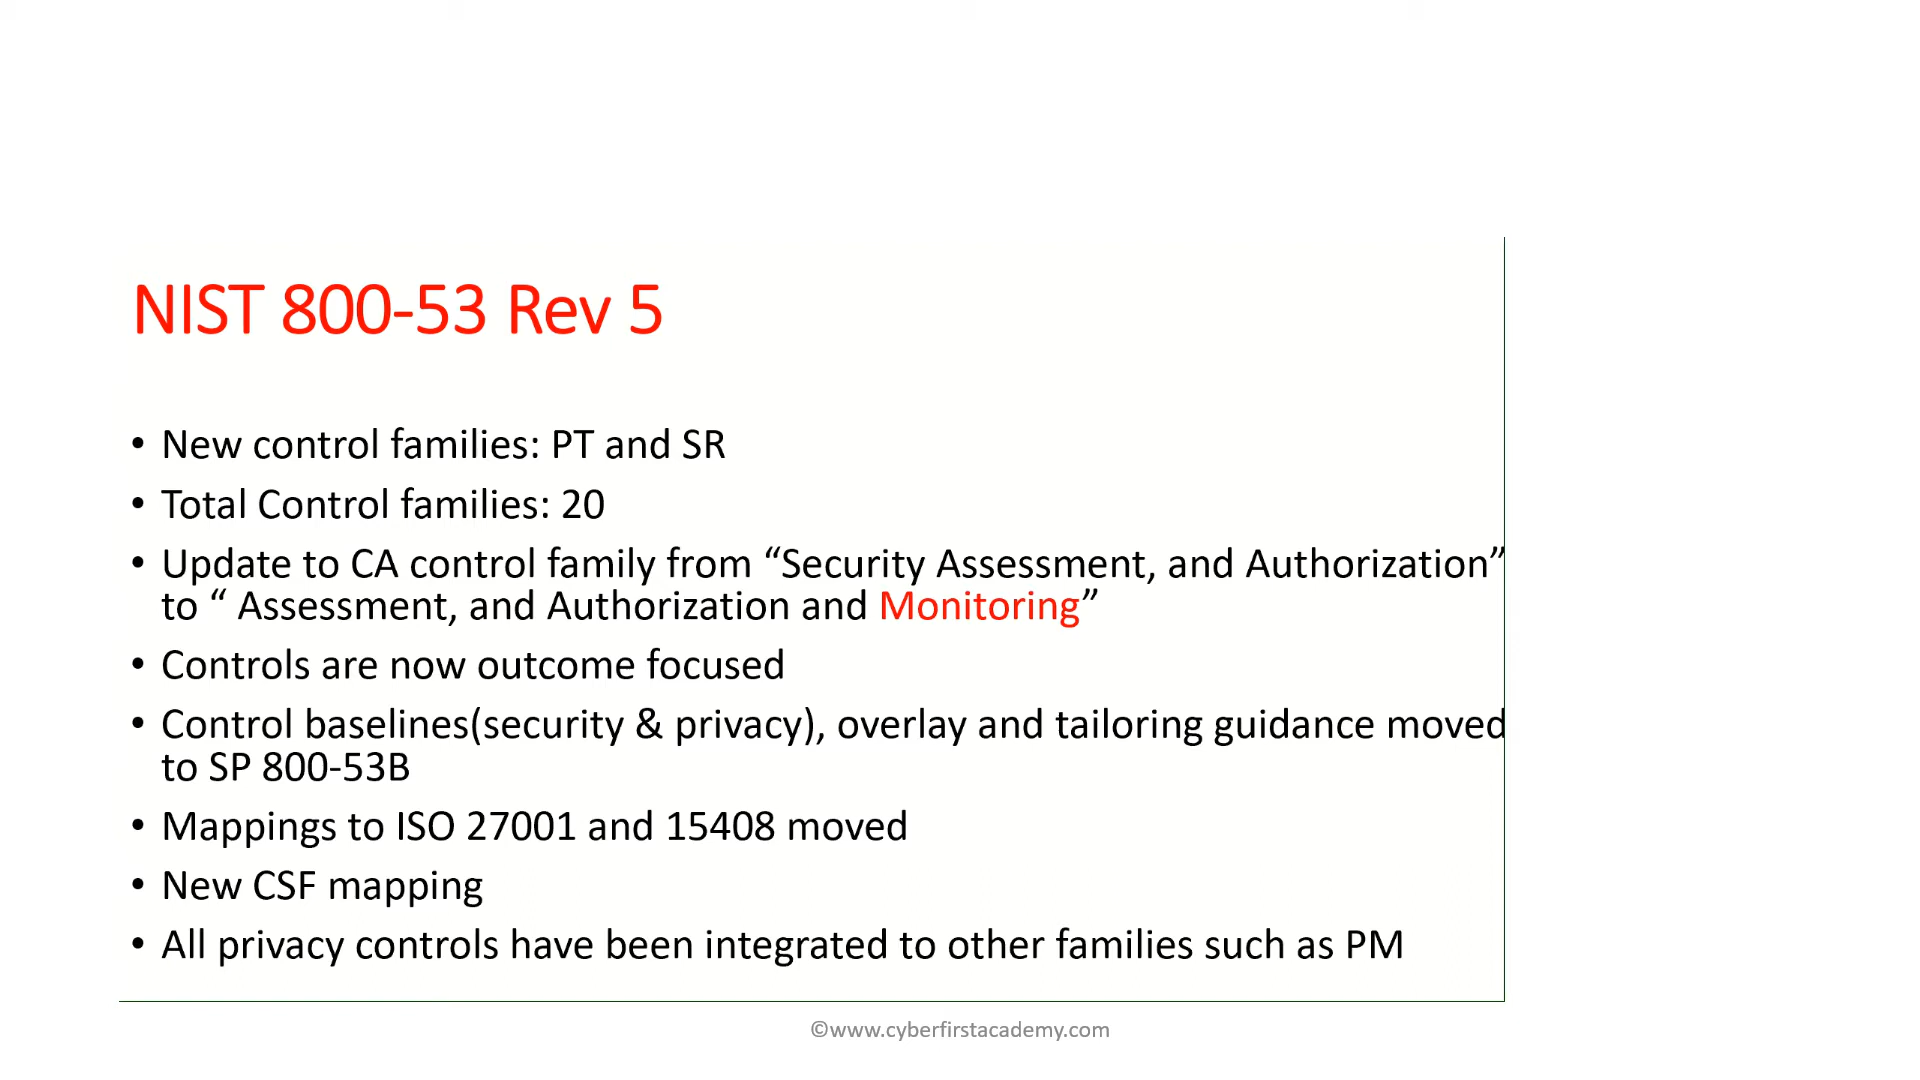 NIST 800-53 Rev 5
• New control families: PT and SR
• Total Control families: 20
• Update to CA control family from “Security Assessment, and Authorization”
to “ Assessment, and Authorization and Monitoring”
• Controls are now outcome focused
• Control baselines(security & privacy), overlay and tailoring guidance moved
to SP 800-53B
• Mappings to ISO 27001 and 15408 moved
• New CSF mapping
• All privacy controls have been integrated to other families such as PM
©www.cyberfirstacademy.com